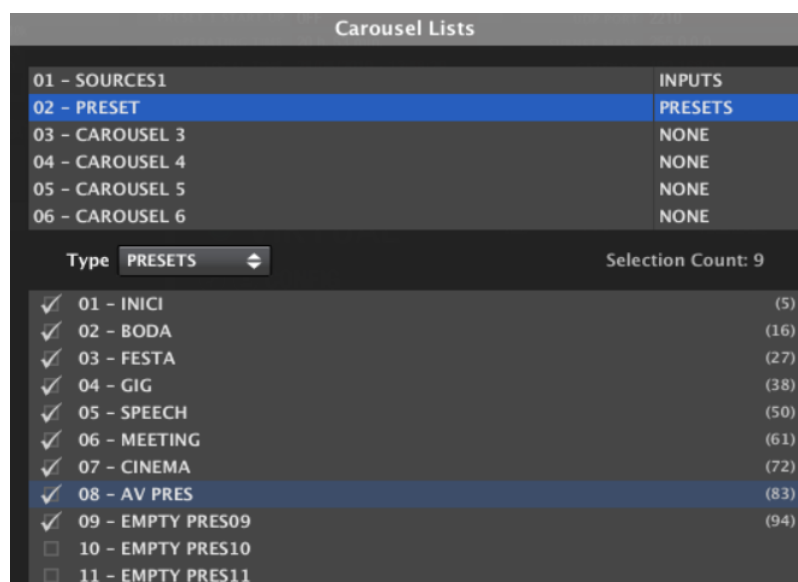 Carousel Lists
01 – SOURCES1 INPUTS
02 – PRESET PRESETS
03 – CAROUSEL 3 NONE
04 – CAROUSEL 4 NONE
05 – CAROUSEL 5 NONE
06 – CAROUSEL 6 NONE
Type PRESETS Selection Count: 9
01 – INICI (5)
02 – BODA (16)
03 – FESTA (27)
04 – GIG (38)
05 – SPEECH (50)
06 – MEETING (61)
07 – CINEMA (72)
08 – AV PRES (83)
09 – EMPTY PRES09 (94)
10 – EMPTY PRES10
11 – EMPTY PRES11